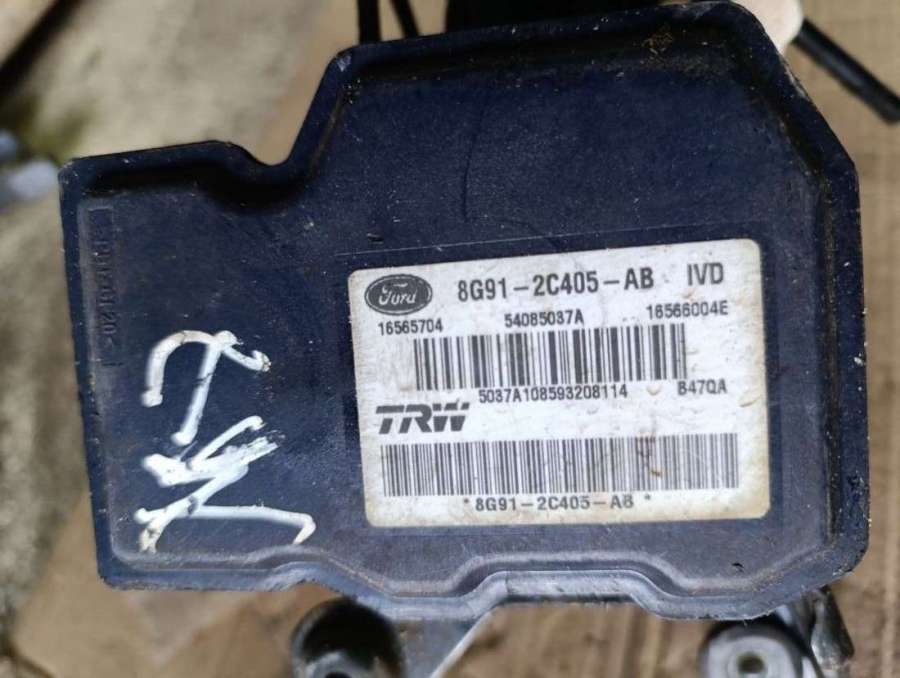 Ford 8G91-2C405-AB IVD
16565704 54085037A 16566004E
5037A108593208114 B47QA
TRW
*8G91-2C405-AB*